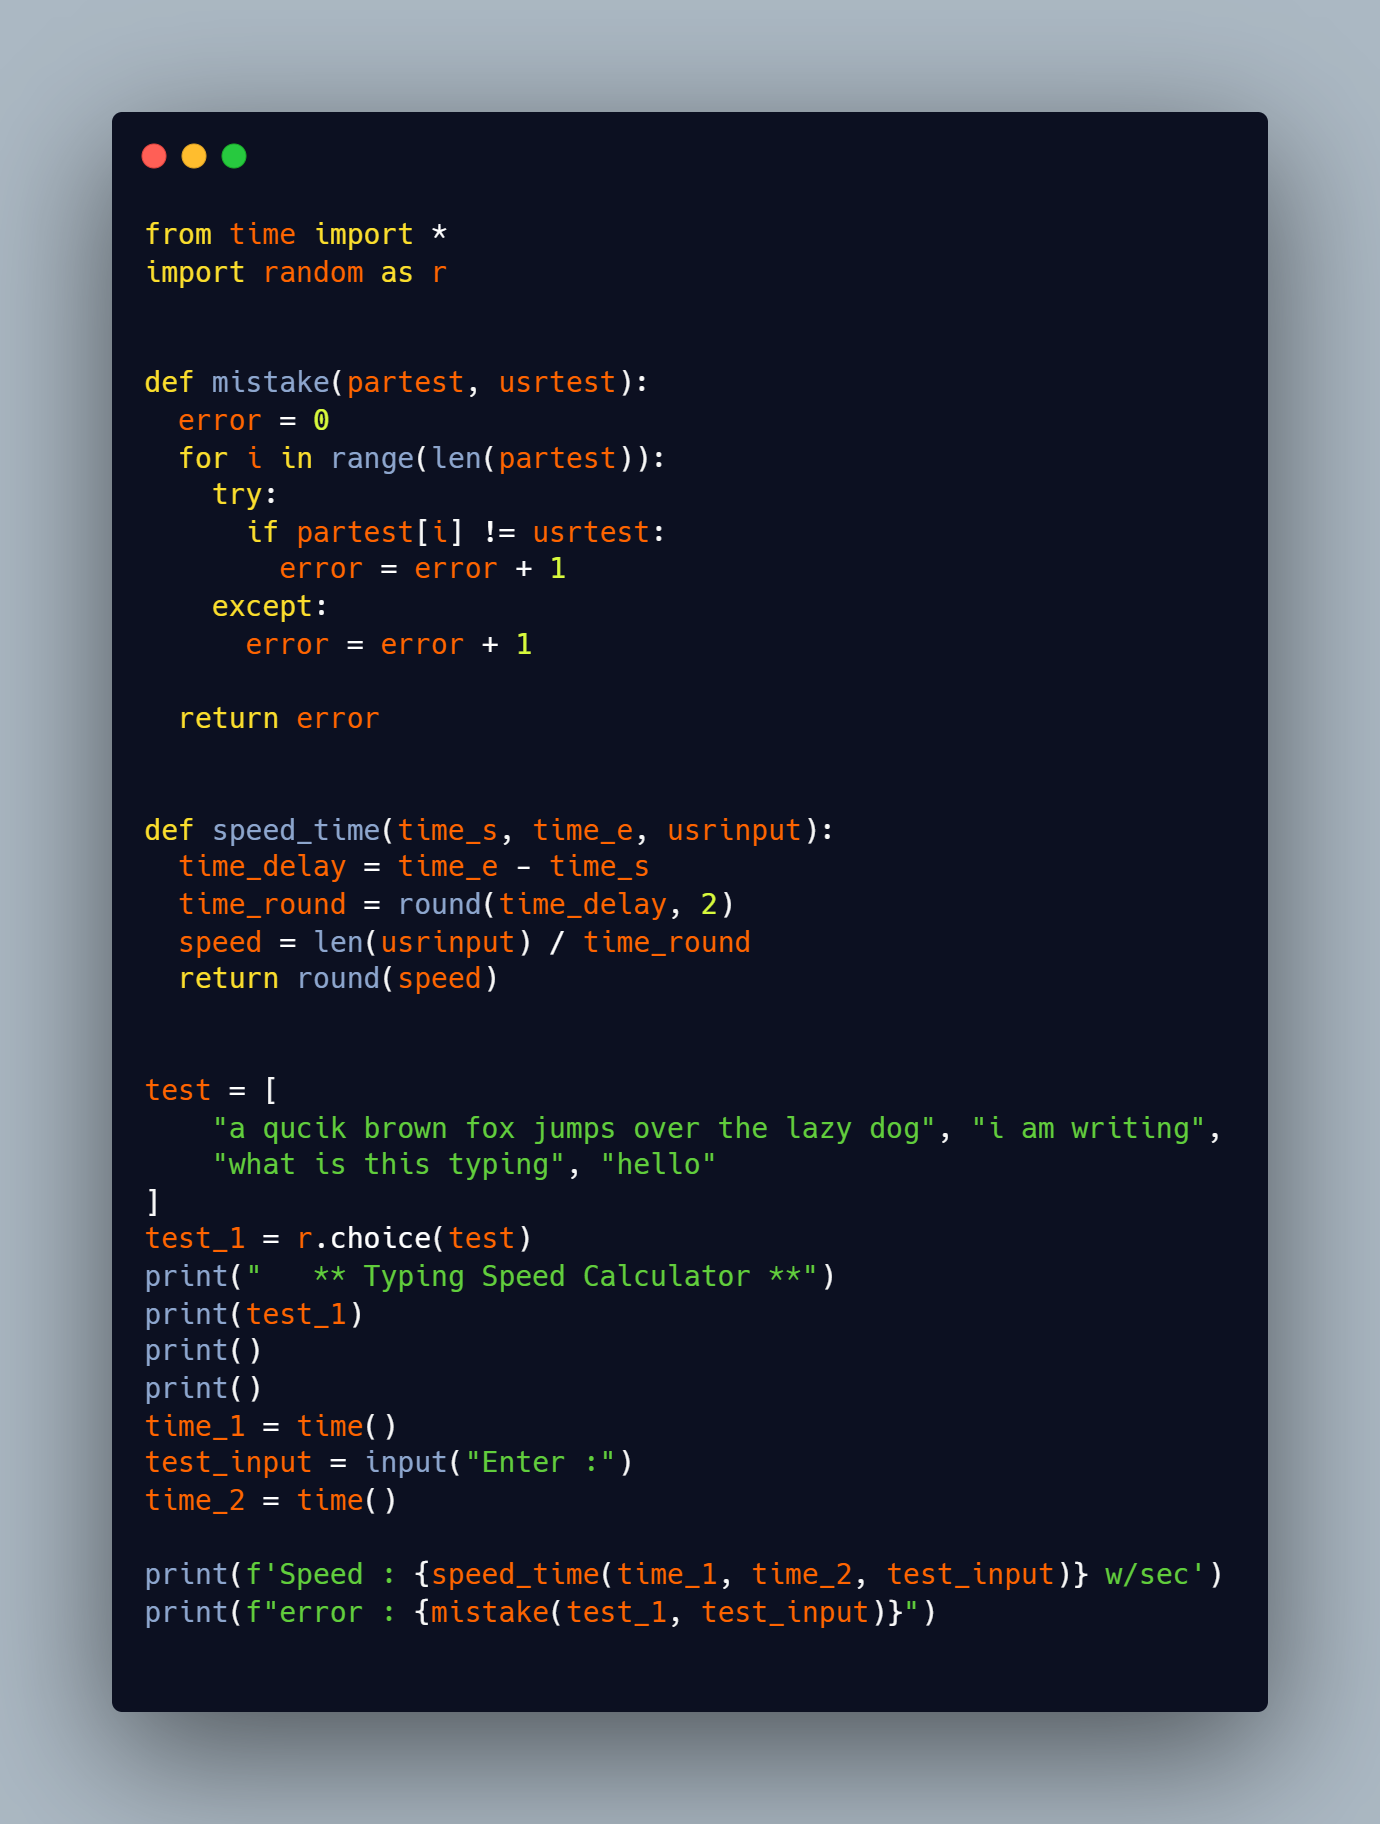 from time import *
import random as r
def mistake(partest, usrtest):
  error = 0
  for i in range(len(partest)):
    try:
      if partest[i] != usrtest:
        error = error + 1
    except:
      error = error + 1
  return error
def speed_time(time_s, time_e, usrinput):
  time_delay = time_e - time_s
  time_round = round(time_delay, 2)
  speed = len(usrinput) / time_round
  return round(speed)
test = [
    "a qucik brown fox jumps over the lazy dog", "i am writing",
    "what is this typing", "hello"
]
test_1 = r.choice(test)
print("   ** Typing Speed Calculator **")
print(test_1)
print()
print()
time_1 = time()
test_input = input("Enter :")
time_2 = time()
print(f'Speed : {speed_time(time_1, time_2, test_input)} w/sec')
print(f"error : {mistake(test_1, test_input)}")